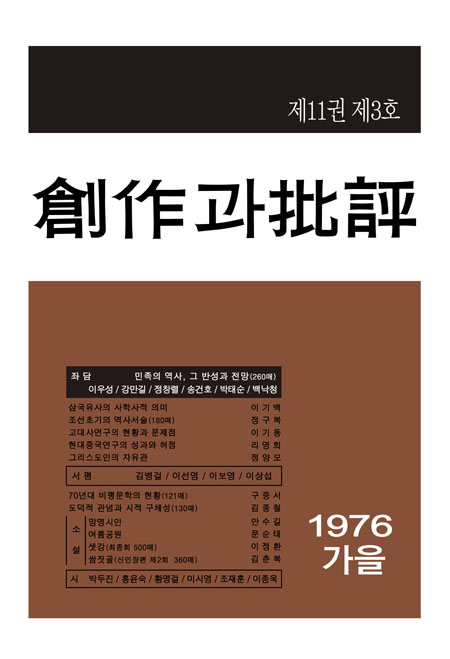 제11권 제3호
創作과批評
좌담 민족의 역사, 그 반성과 전망(260매)
이우성 / 강만길 / 정창렬 / 송건호 / 박태순 / 백낙청
삼국유사의 사학사적 의미 이기백
조선초기의 역사서술(180매) 정구복
고대사연구의 현황과 문제점 이기동
현대중국연구의 성과와 허점 리영희
그리스도인의 자유관 정양모
서평 김병걸 / 이선영 / 이보영 / 이상섭
70년대 비평문학의 현황(121매) 구중서
도덕적 관념과 시적 구체성(130매) 김종철
소설
망명시인 안수길
여름공원 문순태
샛강(최종회 500매) 이정환
쌈짓골(신인장편 제2회 360매) 김춘복
시 박두진 / 홍윤숙 / 황명걸 / 이시영 / 조재훈 / 이종욱
1976
가을